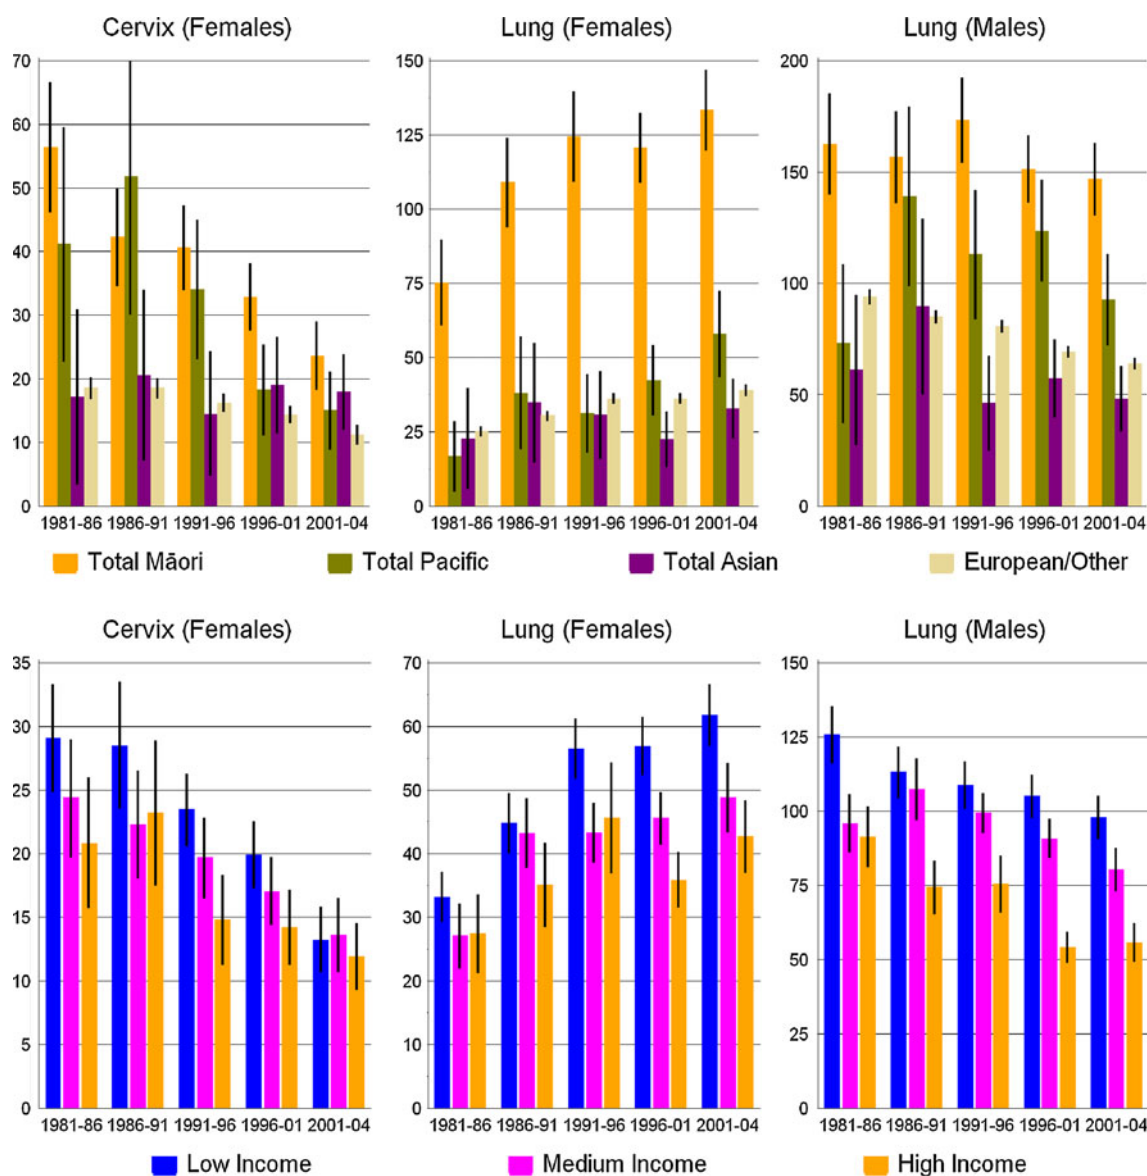 Cervix (Females) Lung (Females) Lung (Males)
70 150 200
60 125
50 100 150
40 75 100
30 50
20 25 50
10
0 0 0
1981-86 1986-91 1991-96 1996-01 2001-04 1981-86 1986-91 1991-96 1996-01 2001-04 1981-86 1986-91 1991-96 1996-01 2001-04
Total Māori Total Pacific Total Asian European/Other
Cervix (Females) Lung (Females) Lung (Males)
35 70 150
30 60 125
25 50 100
20 40
15 30 75
10 20 50
5 10 25
0 0 0
1981-86 1986-91 1991-96 1996-01 2001-04 1981-86 1986-91 1991-96 1996-01 2001-04 1981-86 1986-91 1991-96 1996-01 2001-04
Low Income Medium Income High Income